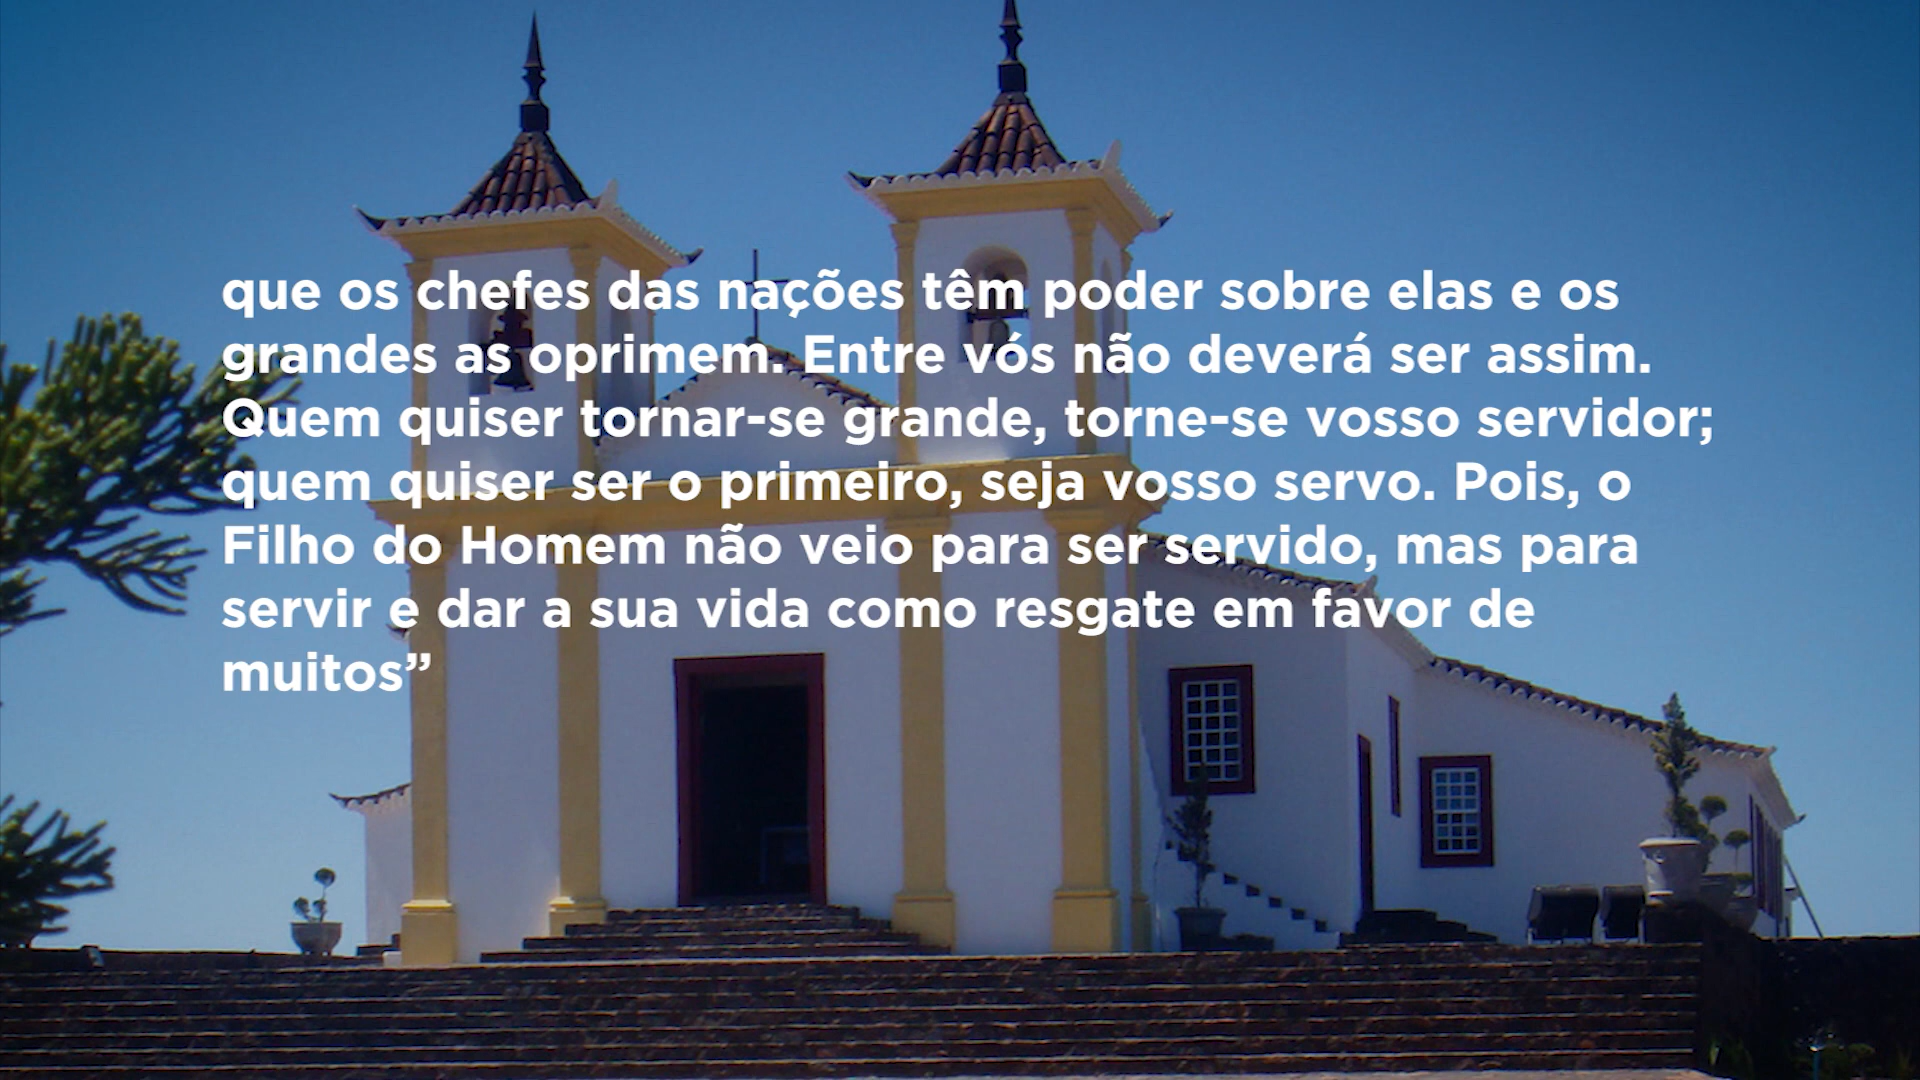 que os chefes das nações têm poder sobre elas e os
grandes as oprimem. Entre vós não deverá ser assim.
Quem quiser tornar-se grande, torne-se vosso servidor;
quem quiser ser o primeiro, seja vosso servo. Pois, o
Filho do Homem não veio para ser servido, mas para
servir e dar a sua vida como resgate em favor de
muitos”